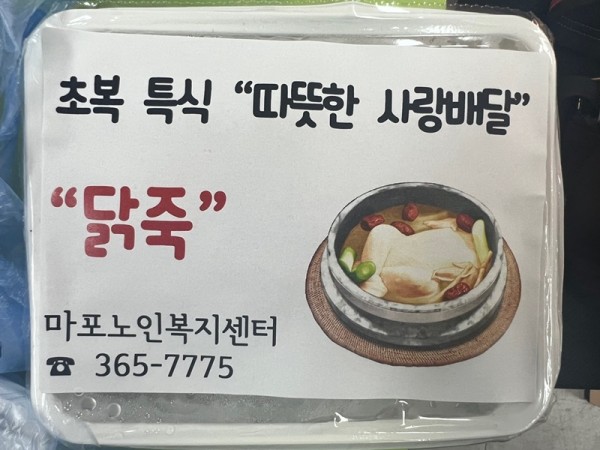 초복 특식 “따뜻한 사랑배달”
“닭죽”
마포노인복지센터
☎ 365-7775